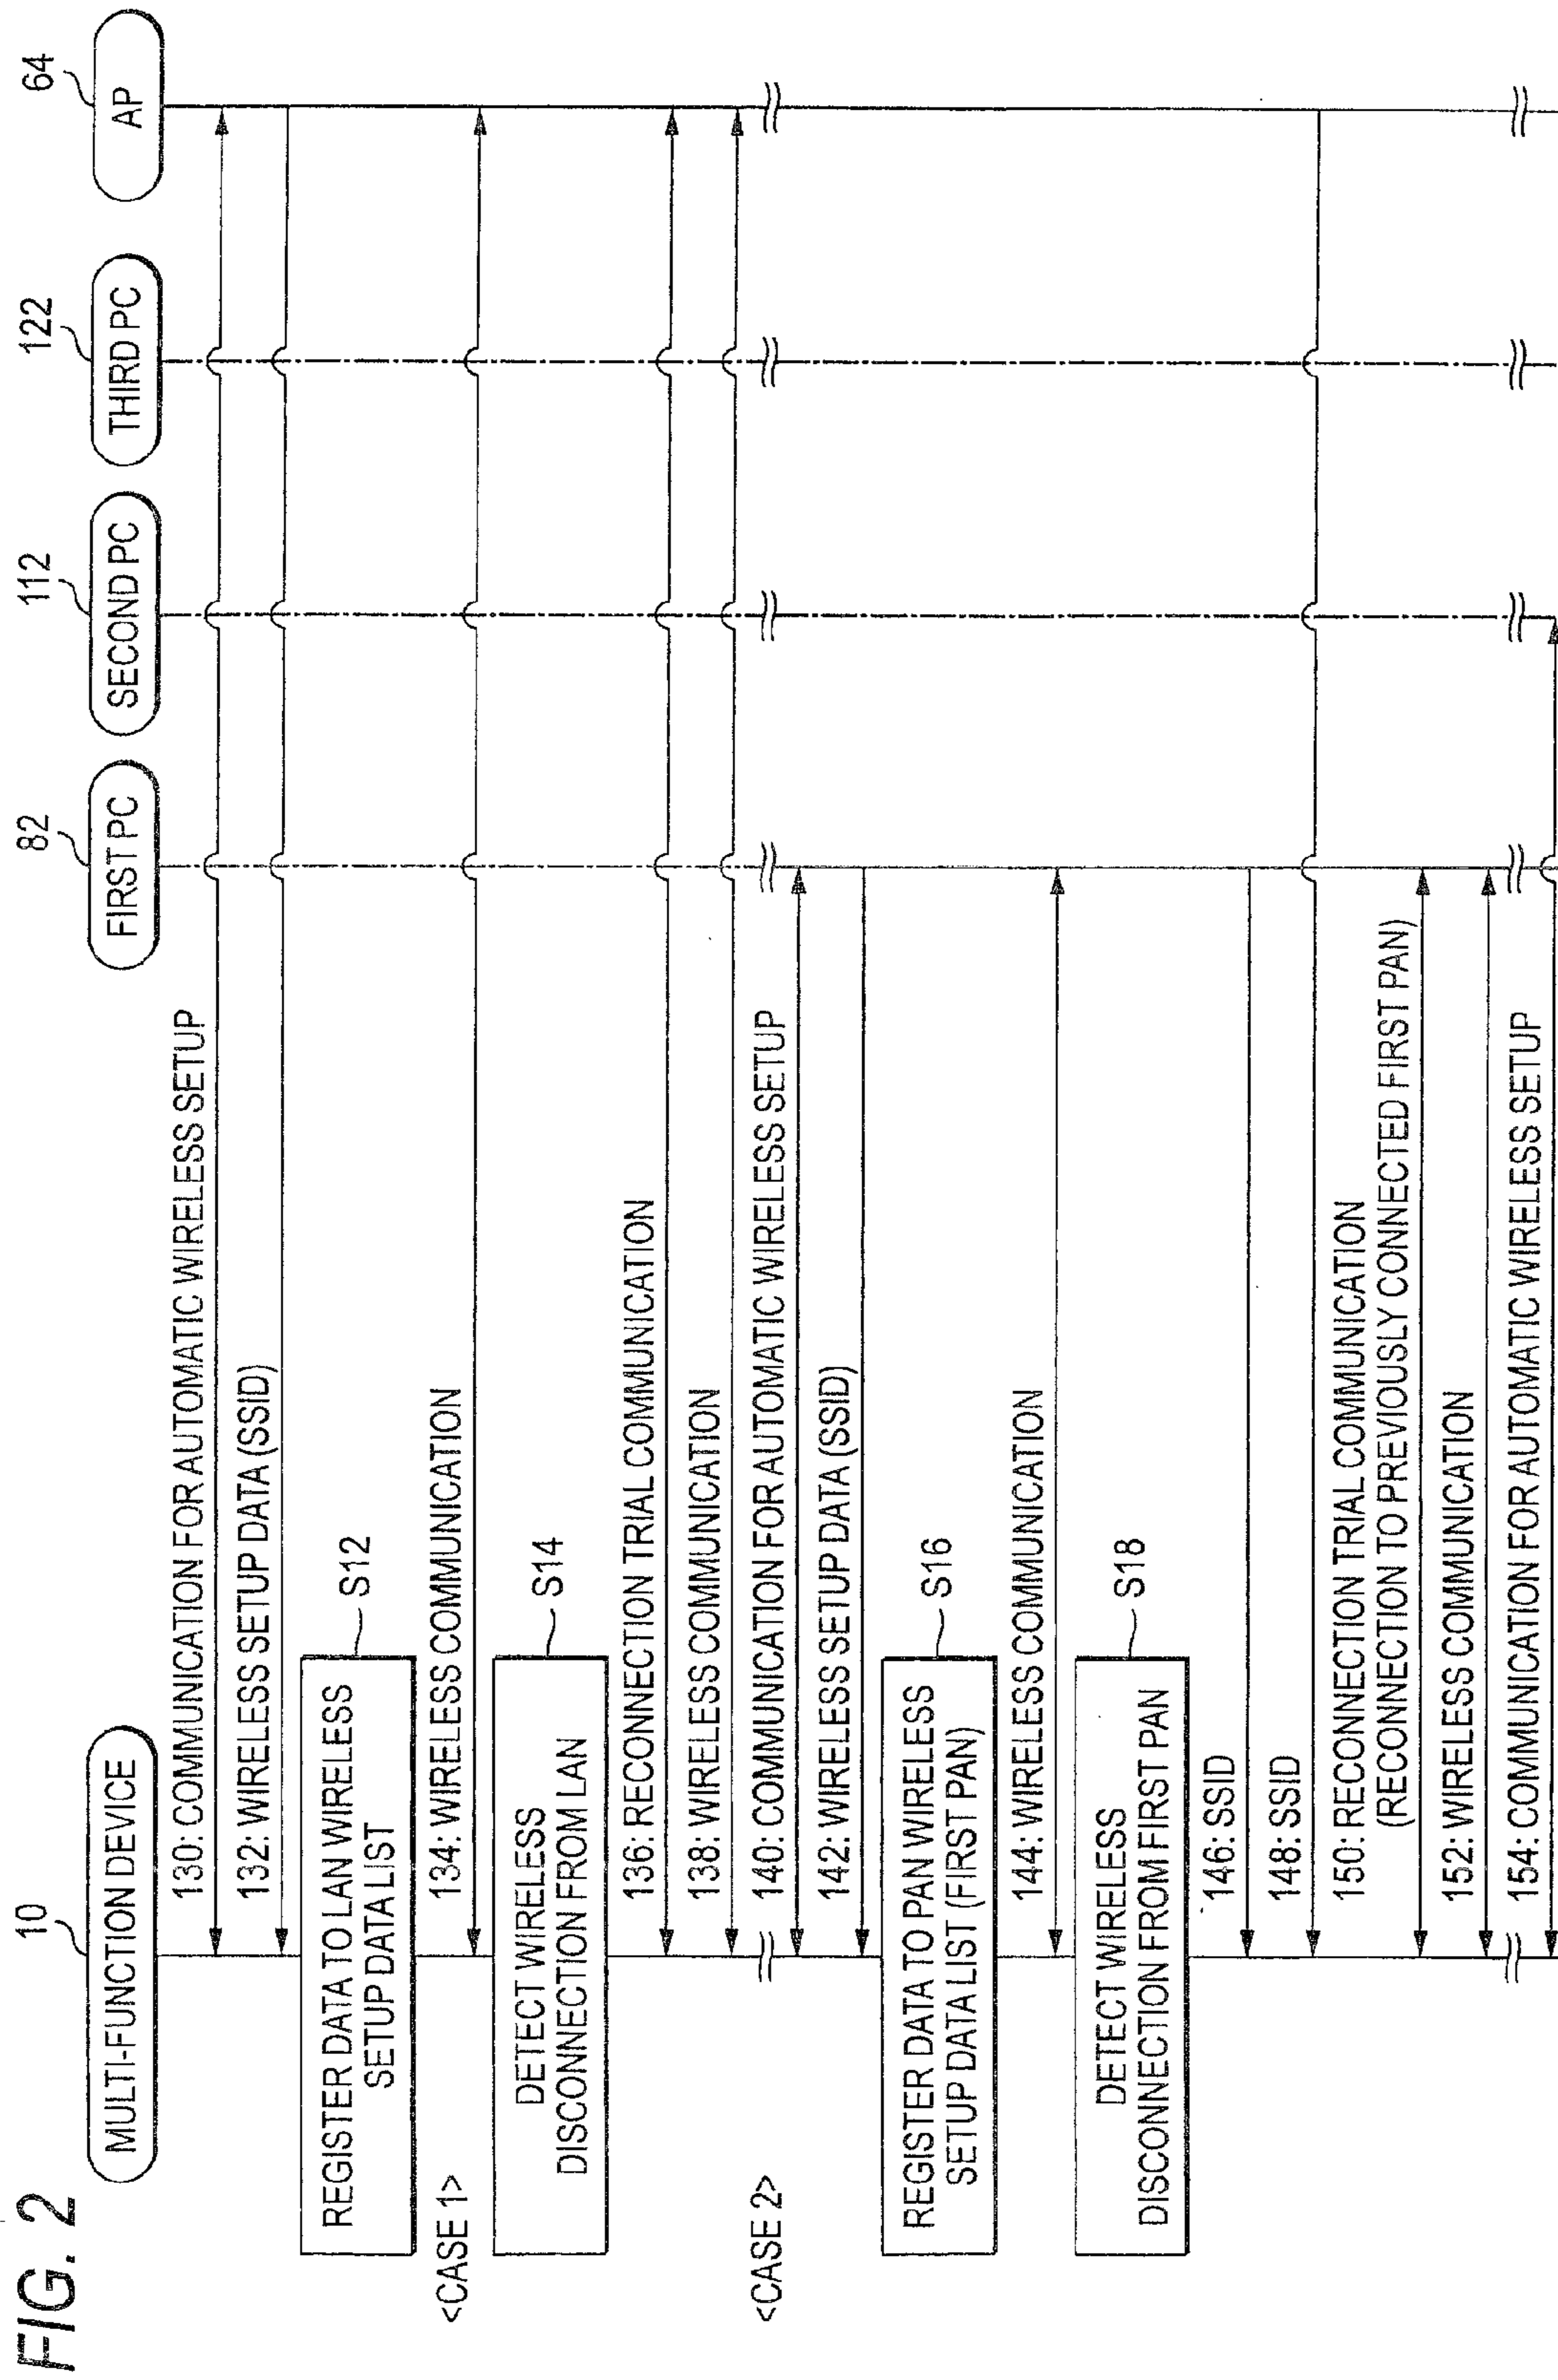 FIG. 2
10
82
112
122
64
MULTI-FUNCTION DEVICE
FIRST PC
SECOND PC
THIRD PC
AP
130: COMMUNICATION FOR AUTOMATIC WIRELESS SETUP
132: WIRELESS SETUP DATA (SSID)
REGISTER DATA TO LAN WIRELESS
SETUP DATA LIST
S12
<CASE 1>
134: WIRELESS COMMUNICATION
DETECT WIRELESS
DISCONNECTION FROM LAN
S14
136: RECONNECTION TRIAL COMMUNICATION
138: WIRELESS COMMUNICATION
<CASE 2>
140: COMMUNICATION FOR AUTOMATIC WIRELESS SETUP
142: WIRELESS SETUP DATA (SSID)
REGISTER DATA TO PAN WIRELESS
SETUP DATA LIST (FIRST PAN)
S16
144: WIRELESS COMMUNICATION
DETECT WIRELESS
DISCONNECTION FROM FIRST PAN
S18
146: SSID
148: SSID
150: RECONNECTION TRIAL COMMUNICATION
(RECONNECTION TO PREVIOUSLY CONNECTED FIRST PAN)
152: WIRELESS COMMUNICATION
154: COMMUNICATION FOR AUTOMATIC WIRELESS SETUP